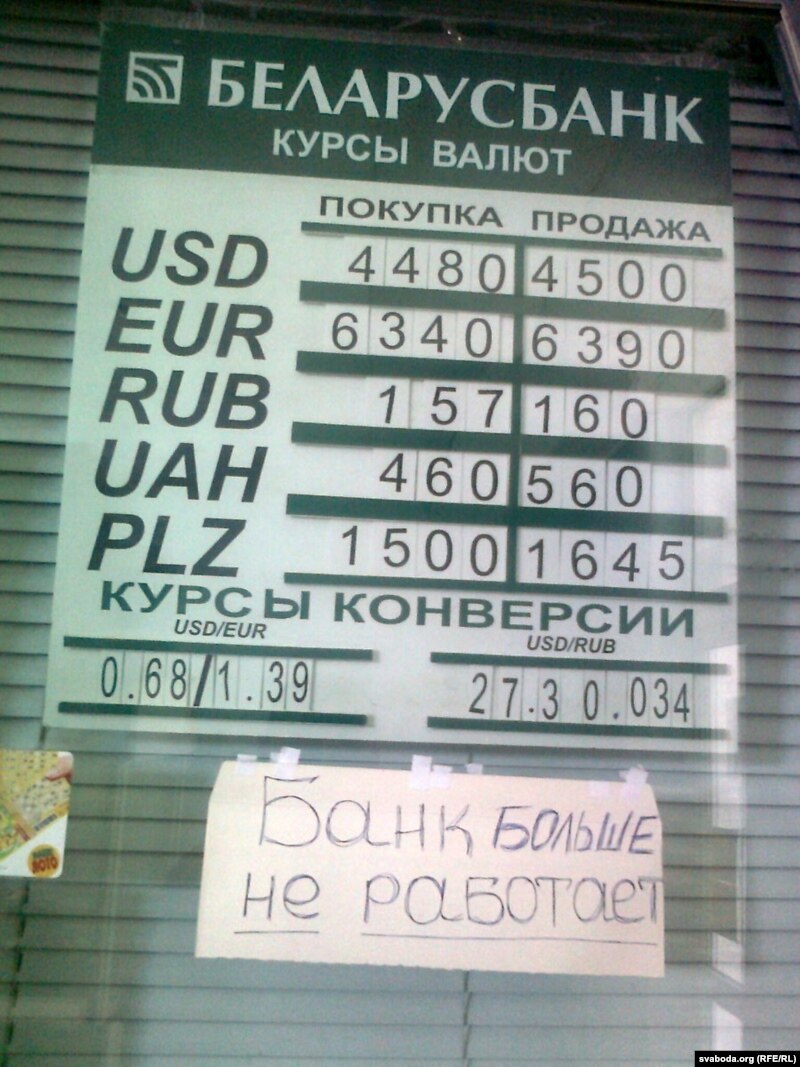 БЕЛАРУСБАНК
КУРСЫ ВАЛЮТ
ПОКУПКА ПРОДАЖА
USD 4480 4500
EUR 6340 6390
RUB 157 160
UAH 460 560
PLZ 1500 1645
КУРСЫ КОНВЕРСИИ
USD/EUR USD/RUB
0.68/1.39 27.3 0.034
Банк БОЛЬШЕ
не работает
svaboda.org (RFE/RL)